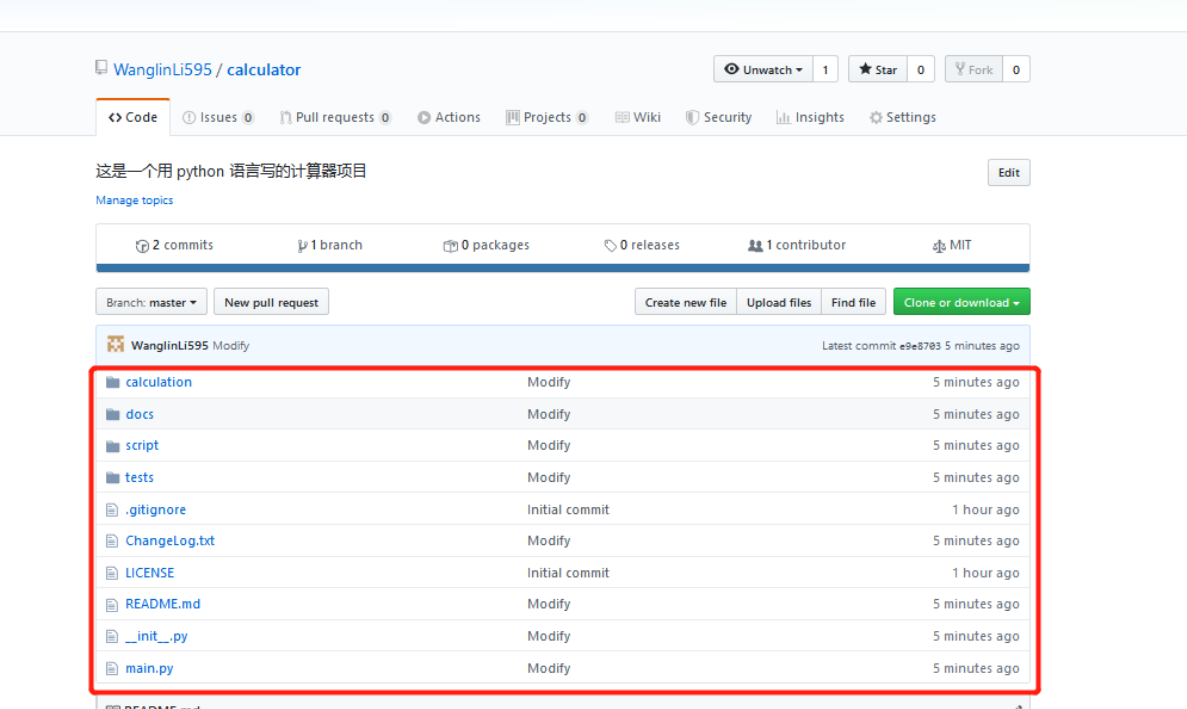 WanglinLi595 / calculator
Unwatch 1 Star 0 Fork 0
Code Issues 0 Pull requests 0 Actions Projects 0 Wiki Security Insights Settings
这是一个用 python 语言写的计算器项目 Edit
Manage topics
2 commits 1 branch 0 packages 0 releases 1 contributor MIT
Branch: master New pull request Create new file Upload files Find file Clone or download
WanglinLi595 Modify Latest commit e9e8703 5 minutes ago
calculation Modify 5 minutes ago
docs Modify 5 minutes ago
script Modify 5 minutes ago
tests Modify 5 minutes ago
.gitignore Initial commit 1 hour ago
ChangeLog.txt Modify 5 minutes ago
LICENSE Initial commit 1 hour ago
README.md Modify 5 minutes ago
__init__.py Modify 5 minutes ago
main.py Modify 5 minutes ago
README.md